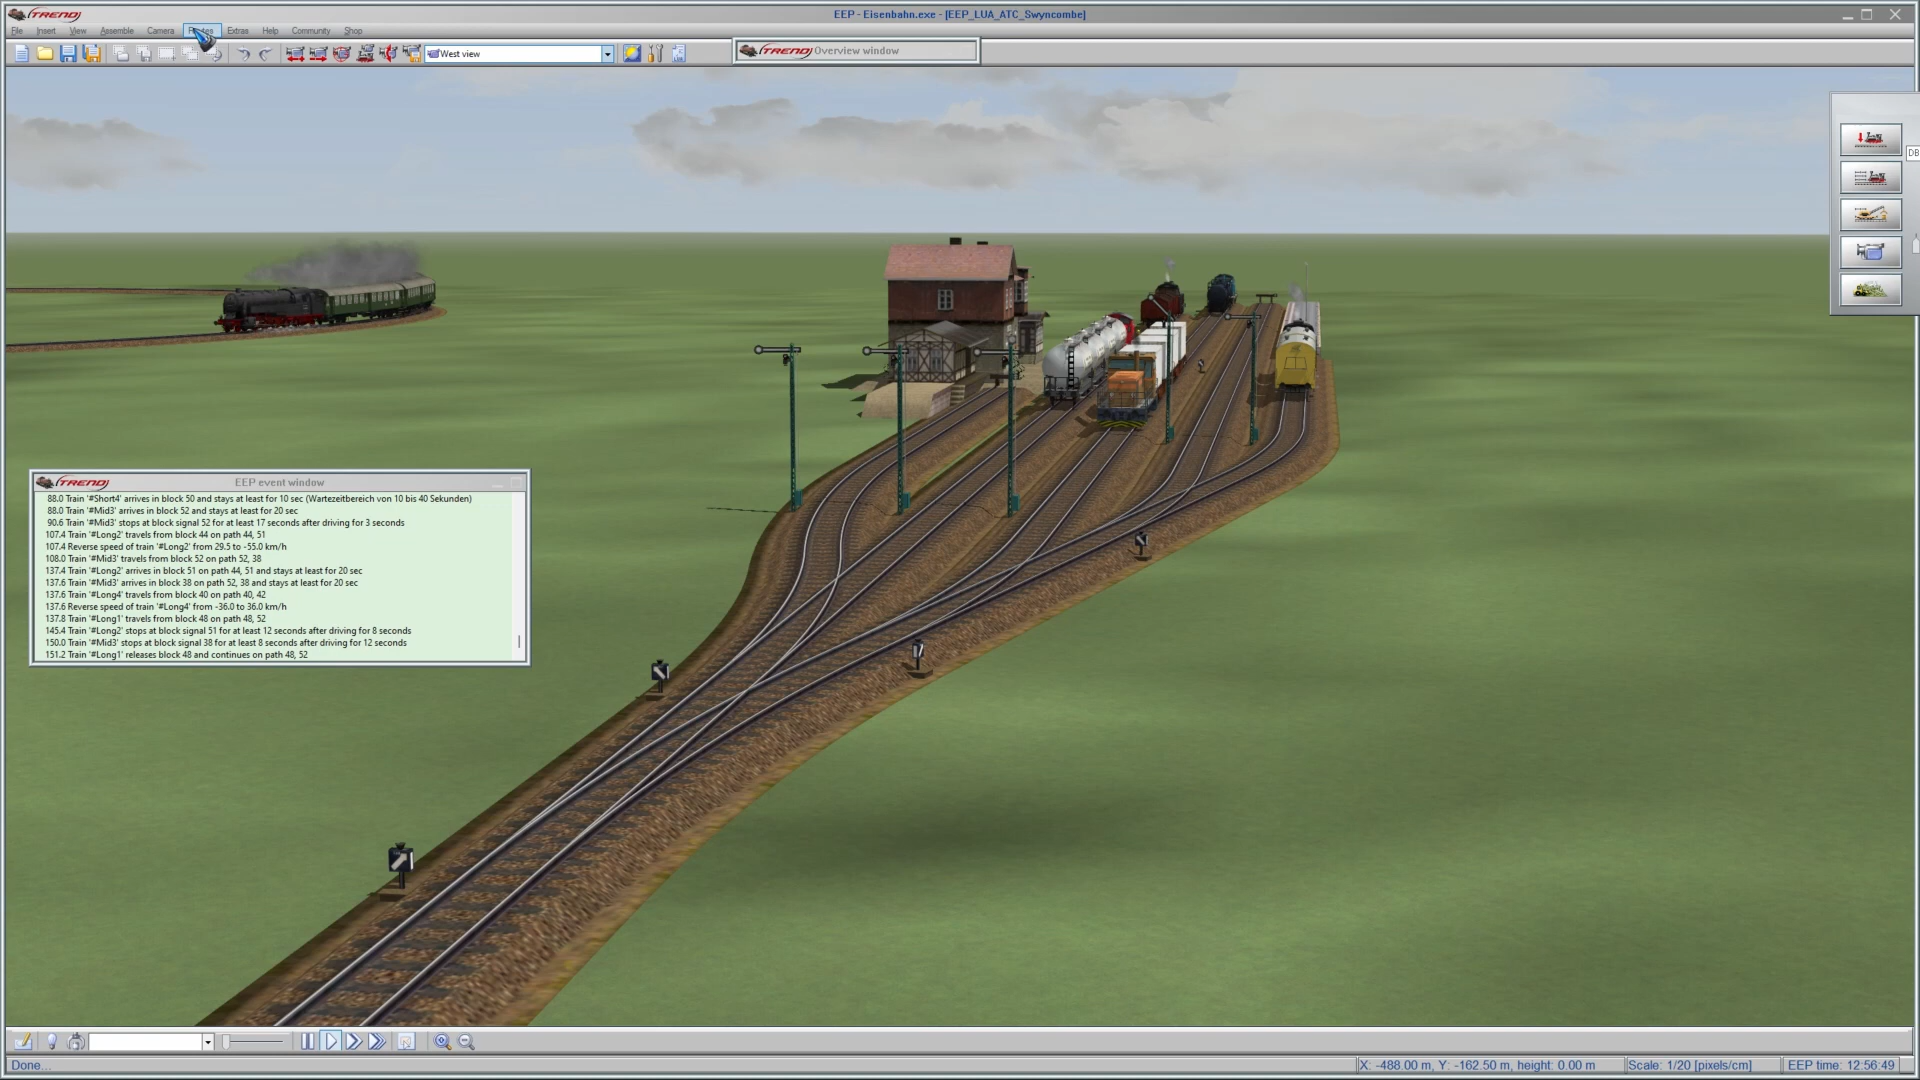 TREND
EEP - Eisenbahn.exe - [EEP_LUA_ATC_Swyncombe]
File Insert View Assemble Camera Extras Help Community Shop
West view
TREND Overview window
DB
TREND EEP event window
88.0 Train '#Short4' arrives in block 50 and stays at least for 10 sec (Wartezeitbereich von 10 bis 40 Sekunden)
88.0 Train '#Mid3' arrives in block 52 and stays at least for 20 sec
90.6 Train '#Mid3' stops at block signal 52 for at least 17 seconds after driving for 3 seconds
107.4 Train '#Long2' travels from block 44 on path 44, 51
107.4 Reverse speed of train '#Long2' from 29.5 to -55.0 km/h
108.0 Train '#Mid3' travels from block 52 on path 52, 38
137.4 Train '#Long2' arrives in block 51 on path 44, 51 and stays at least for 20 sec
137.6 Train '#Mid3' arrives in block 38 on path 52, 38 and stays at least for 20 sec
137.6 Train '#Long4' travels from block 40 on path 40, 42
137.6 Reverse speed of train '#Long4' from -36.0 to 36.0 km/h
137.8 Train '#Long1' travels from block 48 on path 48, 52
145.4 Train '#Long2' stops at block signal 51 for at least 12 seconds after driving for 8 seconds
150.0 Train '#Mid3' stops at block signal 38 for at least 8 seconds after driving for 12 seconds
151.2 Train '#Long1' releases block 48 and continues on path 48, 52
Done...
X: -488.00 m, Y: -162.50 m, height: 0.00 m
Scale: 1/20 [pixels/cm]
EEP time: 12:56:49